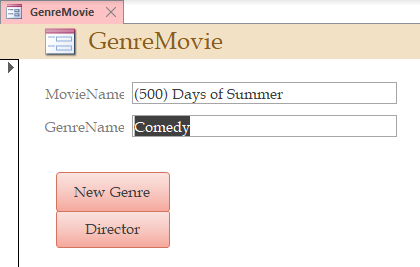 GenreMovie
GenreMovie
MovieName (500) Days of Summer
GenreName Comedy
New Genre
Director